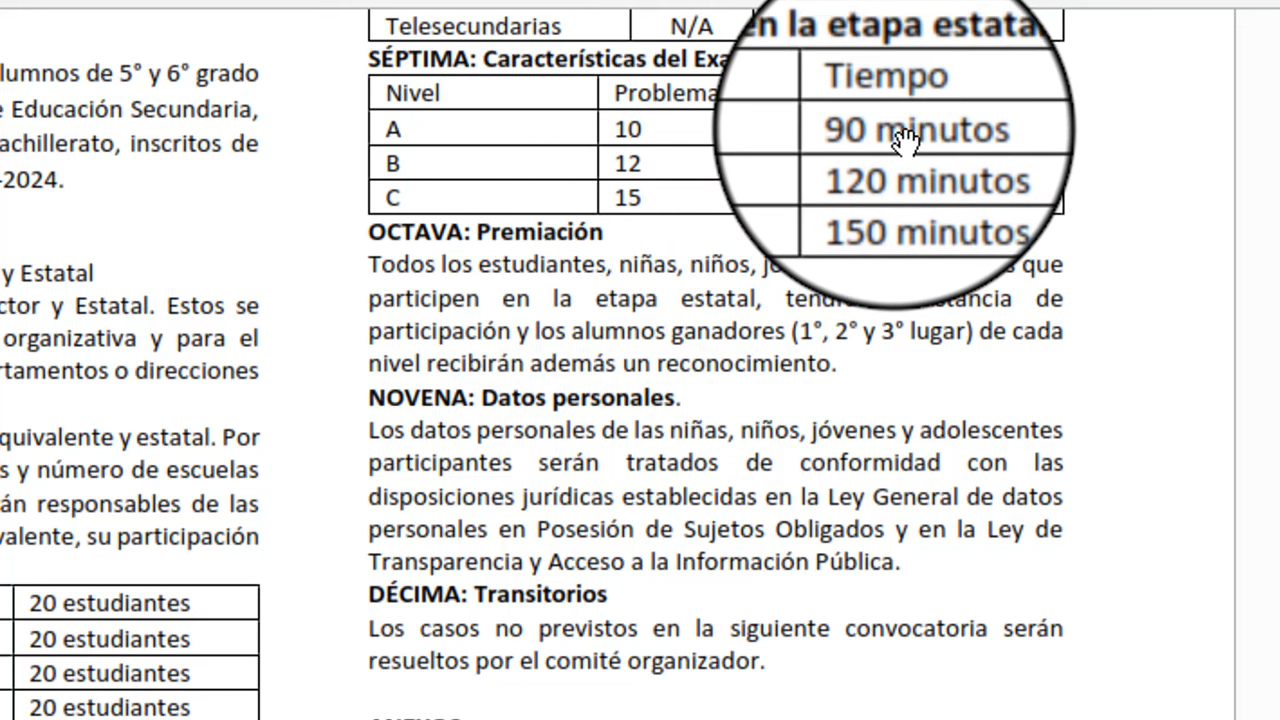 lumnos de 5° y 6° grado
Educación Secundaria,
achillerato, inscritos de
-2024.
y Estatal
ctor y Estatal. Estos se
organizativa y para el
rtamentos o direcciones
quivalente y estatal. Por
s y número de escuelas
án responsables de las
valente, su participación
20 estudiantes
20 estudiantes
20 estudiantes
20 estudiantes
Telesecundarias N/A
SÉPTIMA: Características del Exa
en la etapa estatal
Nivel Problema Tiempo
A 10 90 minutos
B 12 120 minutos
C 15 150 minutos
OCTAVA: Premiación
Todos los estudiantes, niñas, niños, que
participen en la etapa estatal, de
participación y los alumnos ganadores (1°, 2° y 3° lugar) de cada
nivel recibirán además un reconocimiento.
NOVENA: Datos personales.
Los datos personales de las niñas, niños, jóvenes y adolescentes
participantes serán tratados de conformidad con las
disposiciones jurídicas establecidas en la Ley General de datos
personales en Posesión de Sujetos Obligados y en la Ley de
Transparencia y Acceso a la Información Pública.
DÉCIMA: Transitorios
Los casos no previstos en la siguiente convocatoria serán
resueltos por el comité organizador.